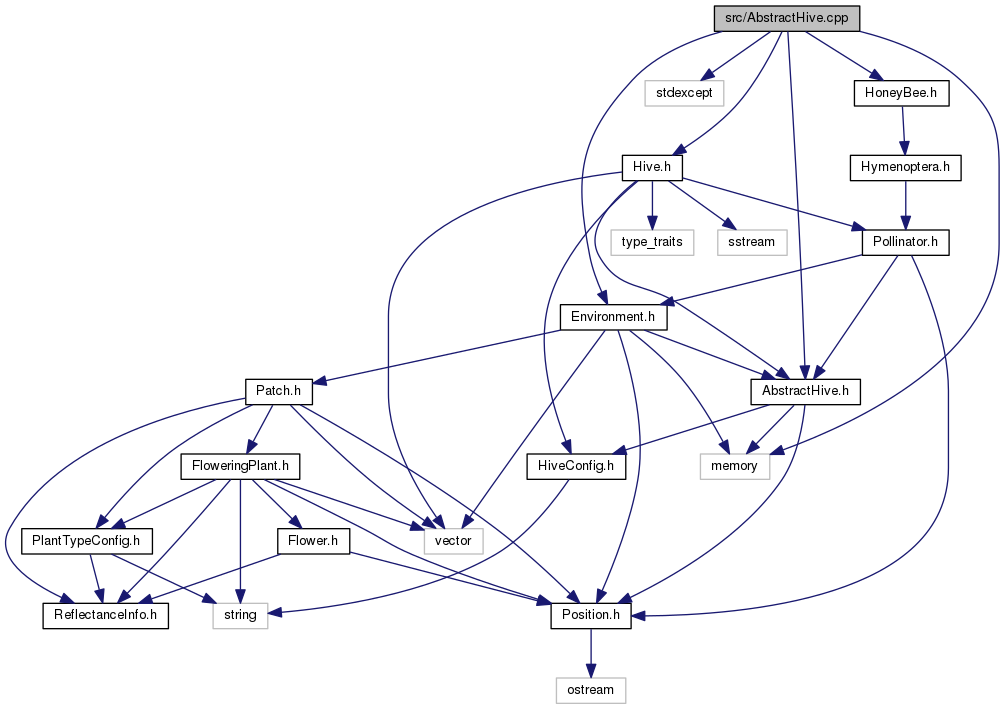 src/AbstractHive.cpp
stdexcept
HoneyBee.h
Hive.h
Hymenoptera.h
type_traits
sstream
Pollinator.h
Environment.h
Patch.h
AbstractHive.h
FloweringPlant.h
HiveConfig.h
memory
PlantTypeConfig.h
Flower.h
vector
ReflectanceInfo.h
string
Position.h
ostream